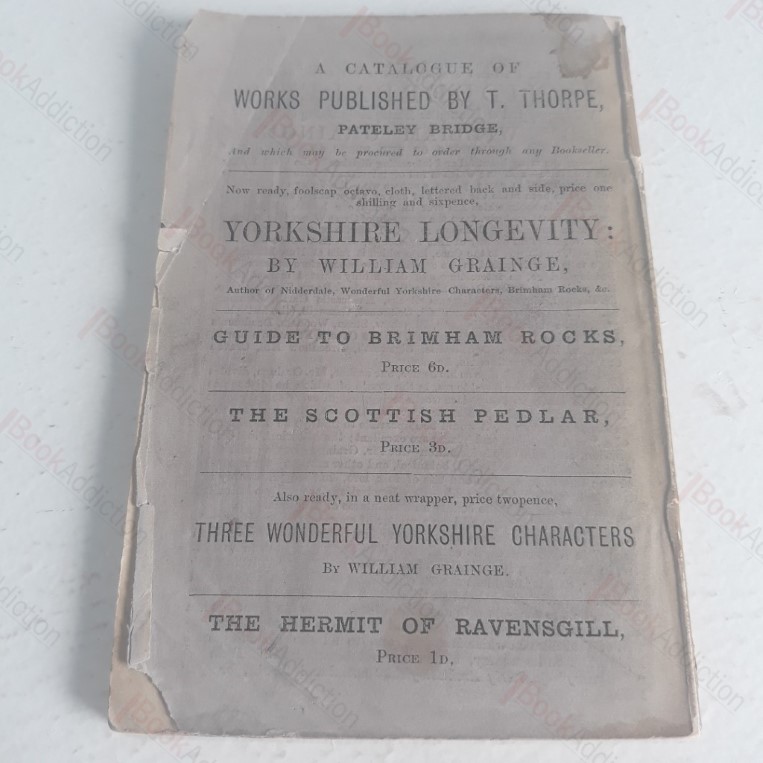 A CATALOGUE OF
WORKS PUBLISHED BY T. THORPE,
PATELEY BRIDGE,
And which may be procured to order through any Bookseller.
Now ready, foolscap octavo, cloth, lettered back and side, price one
shilling and sixpence,
YORKSHIRE LONGEVITY:
BY WILLIAM GRAINGE,
Author of Nidderdale, Wonderful Yorkshire Characters, Brimham Rocks, &c.
GUIDE TO BRIMHAM ROCKS,
PRICE 6D.
THE SCOTTISH PEDLAR,
PRICE 3D.
Also ready, in a neat wrapper, price twopence,
THREE WONDERFUL YORKSHIRE CHARACTERS
BY WILLIAM GRAINGE.
THE HERMIT OF RAVENSGILL,
PRICE 1D.